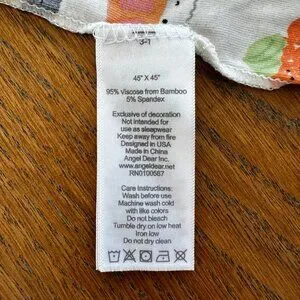 45" X 45"
95% Viscose from Bamboo
5% Spandex
Exclusive of decoration
Not intended for
use as sleepwear
Keep away from fire
Designed in USA
Made in China
Angel Dear Inc.
www.angeldear.net
RN0100587
Care Instructions:
Wash before use
Machine wash cold
with like colors
Do not bleach
Tumble dry on low heat
Iron low
Do not dry clean